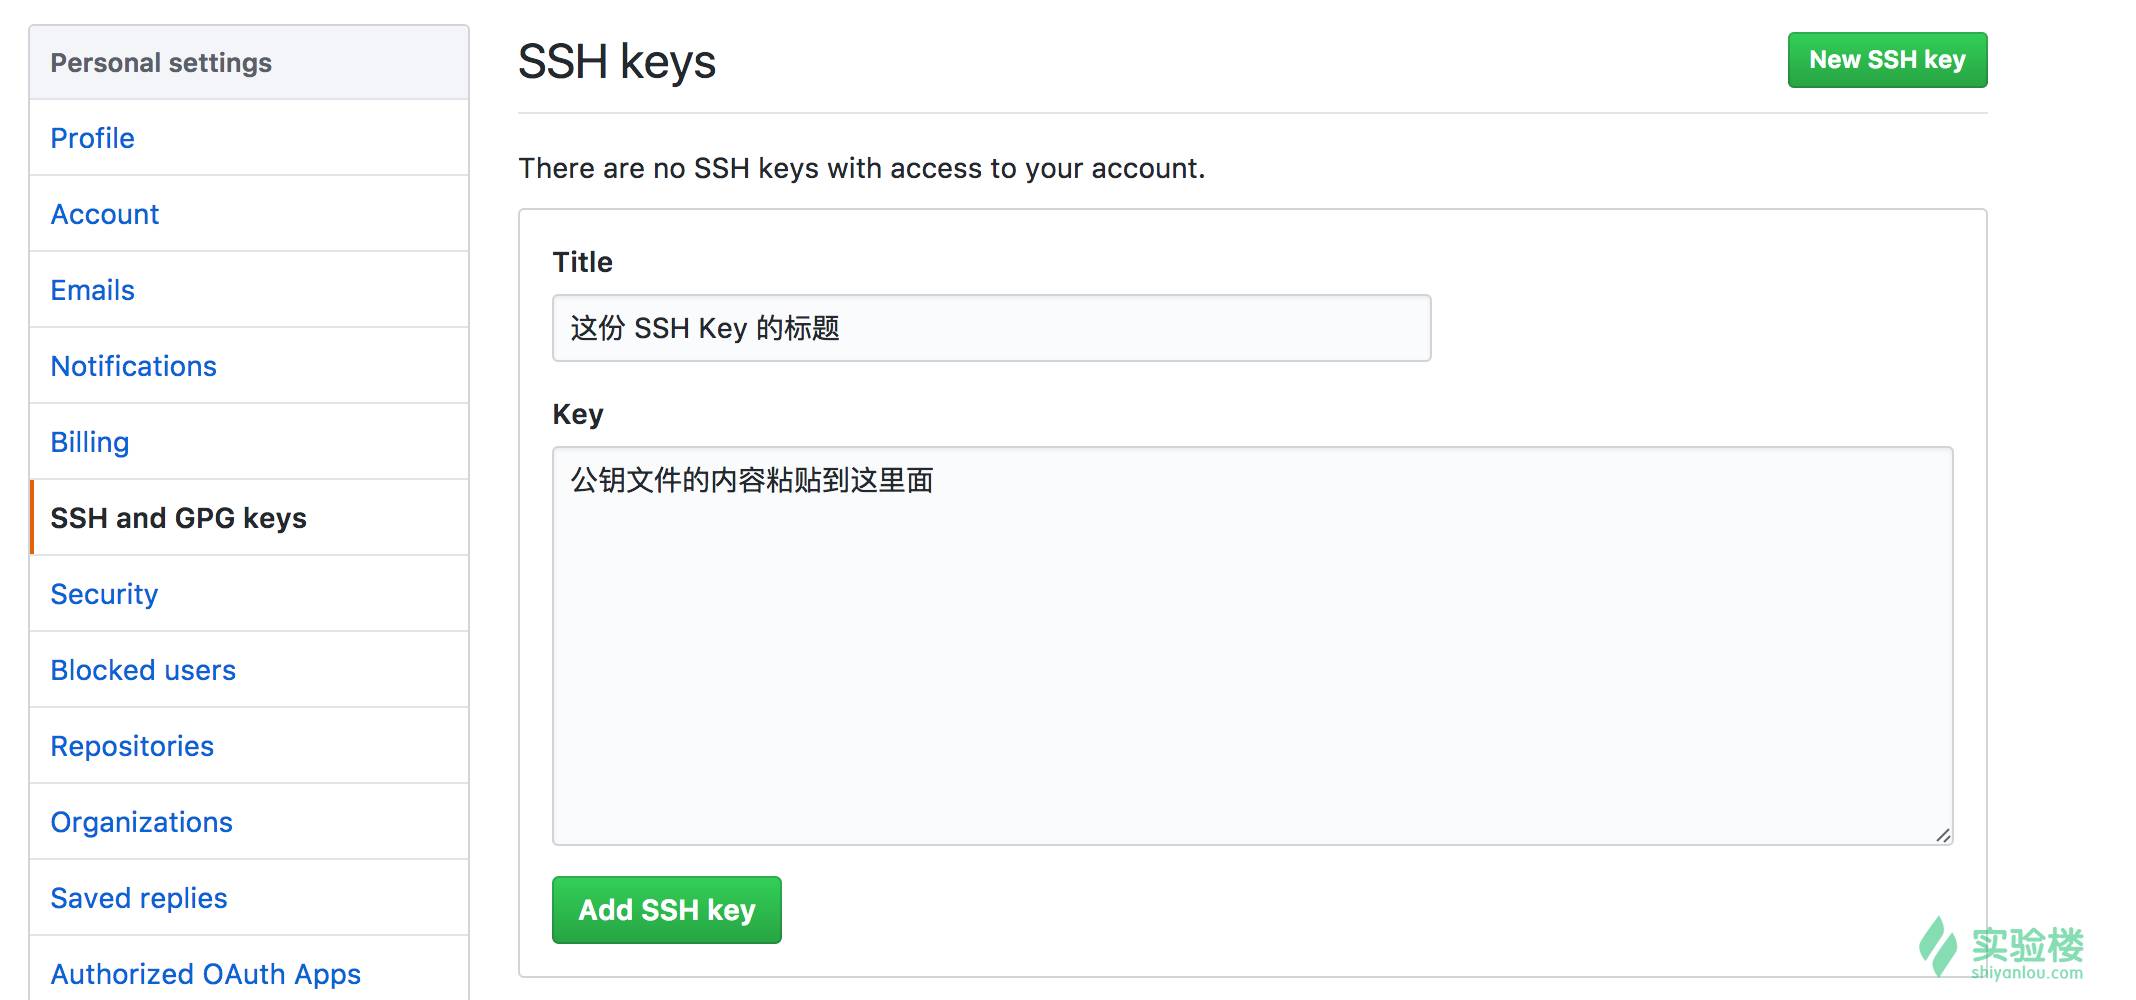 Personal settings
Profile
Account
Emails
Notifications
Billing
SSH and GPG keys
Security
Blocked users
Repositories
Organizations
Saved replies
Authorized OAuth Apps
SSH keys
New SSH key
There are no SSH keys with access to your account.
Title
这份 SSH Key 的标题
Key
公钥文件的内容粘贴到这里面
Add SSH key
实验楼
shiyanlou.com